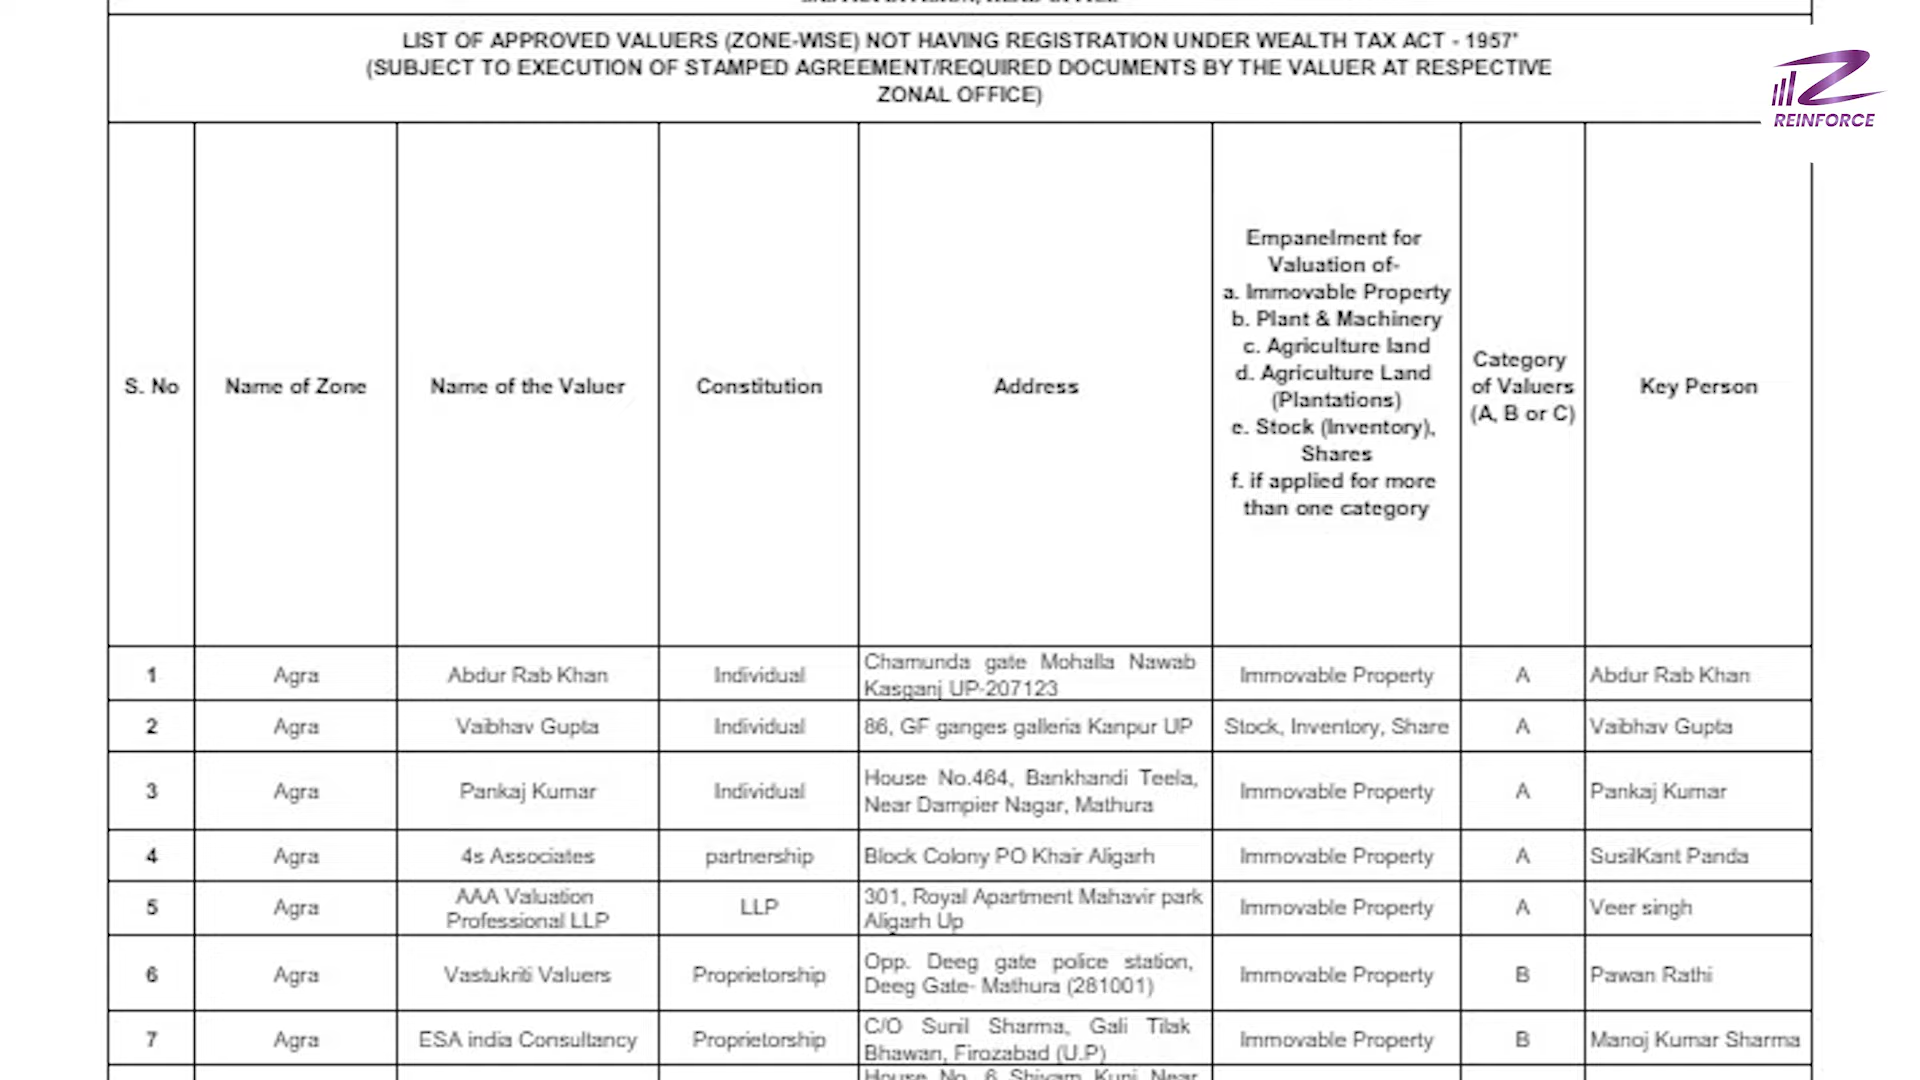 LIST OF APPROVED VALUERS (ZONE-WISE) NOT HAVING REGISTRATION UNDER WEALTH TAX ACT - 1957*
(SUBJECT TO EXECUTION OF STAMPED AGREEMENT/REQUIRED DOCUMENTS BY THE VALUER AT RESPECTIVE
ZONAL OFFICE)
REINFORCE
S. No
Name of Zone
Name of the Valuer
Constitution
Address
Empanelment for
Valuation of-
a. Immovable Property
b. Plant & Machinery
c. Agriculture land
d. Agriculture Land
(Plantations)
e. Stock (Inventory),
Shares
f. if applied for more
than one category
Category
of Valuers
(A, B or C)
Key Person
1
Agra
Abdur Rab Khan
Individual
Chamunda gate Mohalla Nawab
Kasganj UP-207123
Immovable Property
A
Abdur Rab Khan
2
Agra
Vaibhav Gupta
Individual
86, GF ganges galleria Kanpur UP
Stock, Inventory, Share
A
Vaibhav Gupta
3
Agra
Pankaj Kumar
Individual
House No.464, Bankhandi Teela,
Near Dampier Nagar, Mathura
Immovable Property
A
Pankaj Kumar
4
Agra
4s Associates
partnership
Block Colony PO Khair Aligarh
Immovable Property
A
SusilKant Panda
5
Agra
AAA Valuation
Professional LLP
LLP
301, Royal Apartment Mahavir park
Aligarh Up
Immovable Property
A
Veer singh
6
Agra
Vastukriti Valuers
Proprietorship
Opp. Deeg gate police station,
Deeg Gate- Mathura (281001)
Immovable Property
B
Pawan Rathi
7
Agra
ESA india Consultancy
Proprietorship
C/O Sunil Sharma, Gali Tilak
Bhawan, Firozabad (U.P)
Immovable Property
B
Manoj Kumar Sharma
House No. 6 Shivam Kunj Near